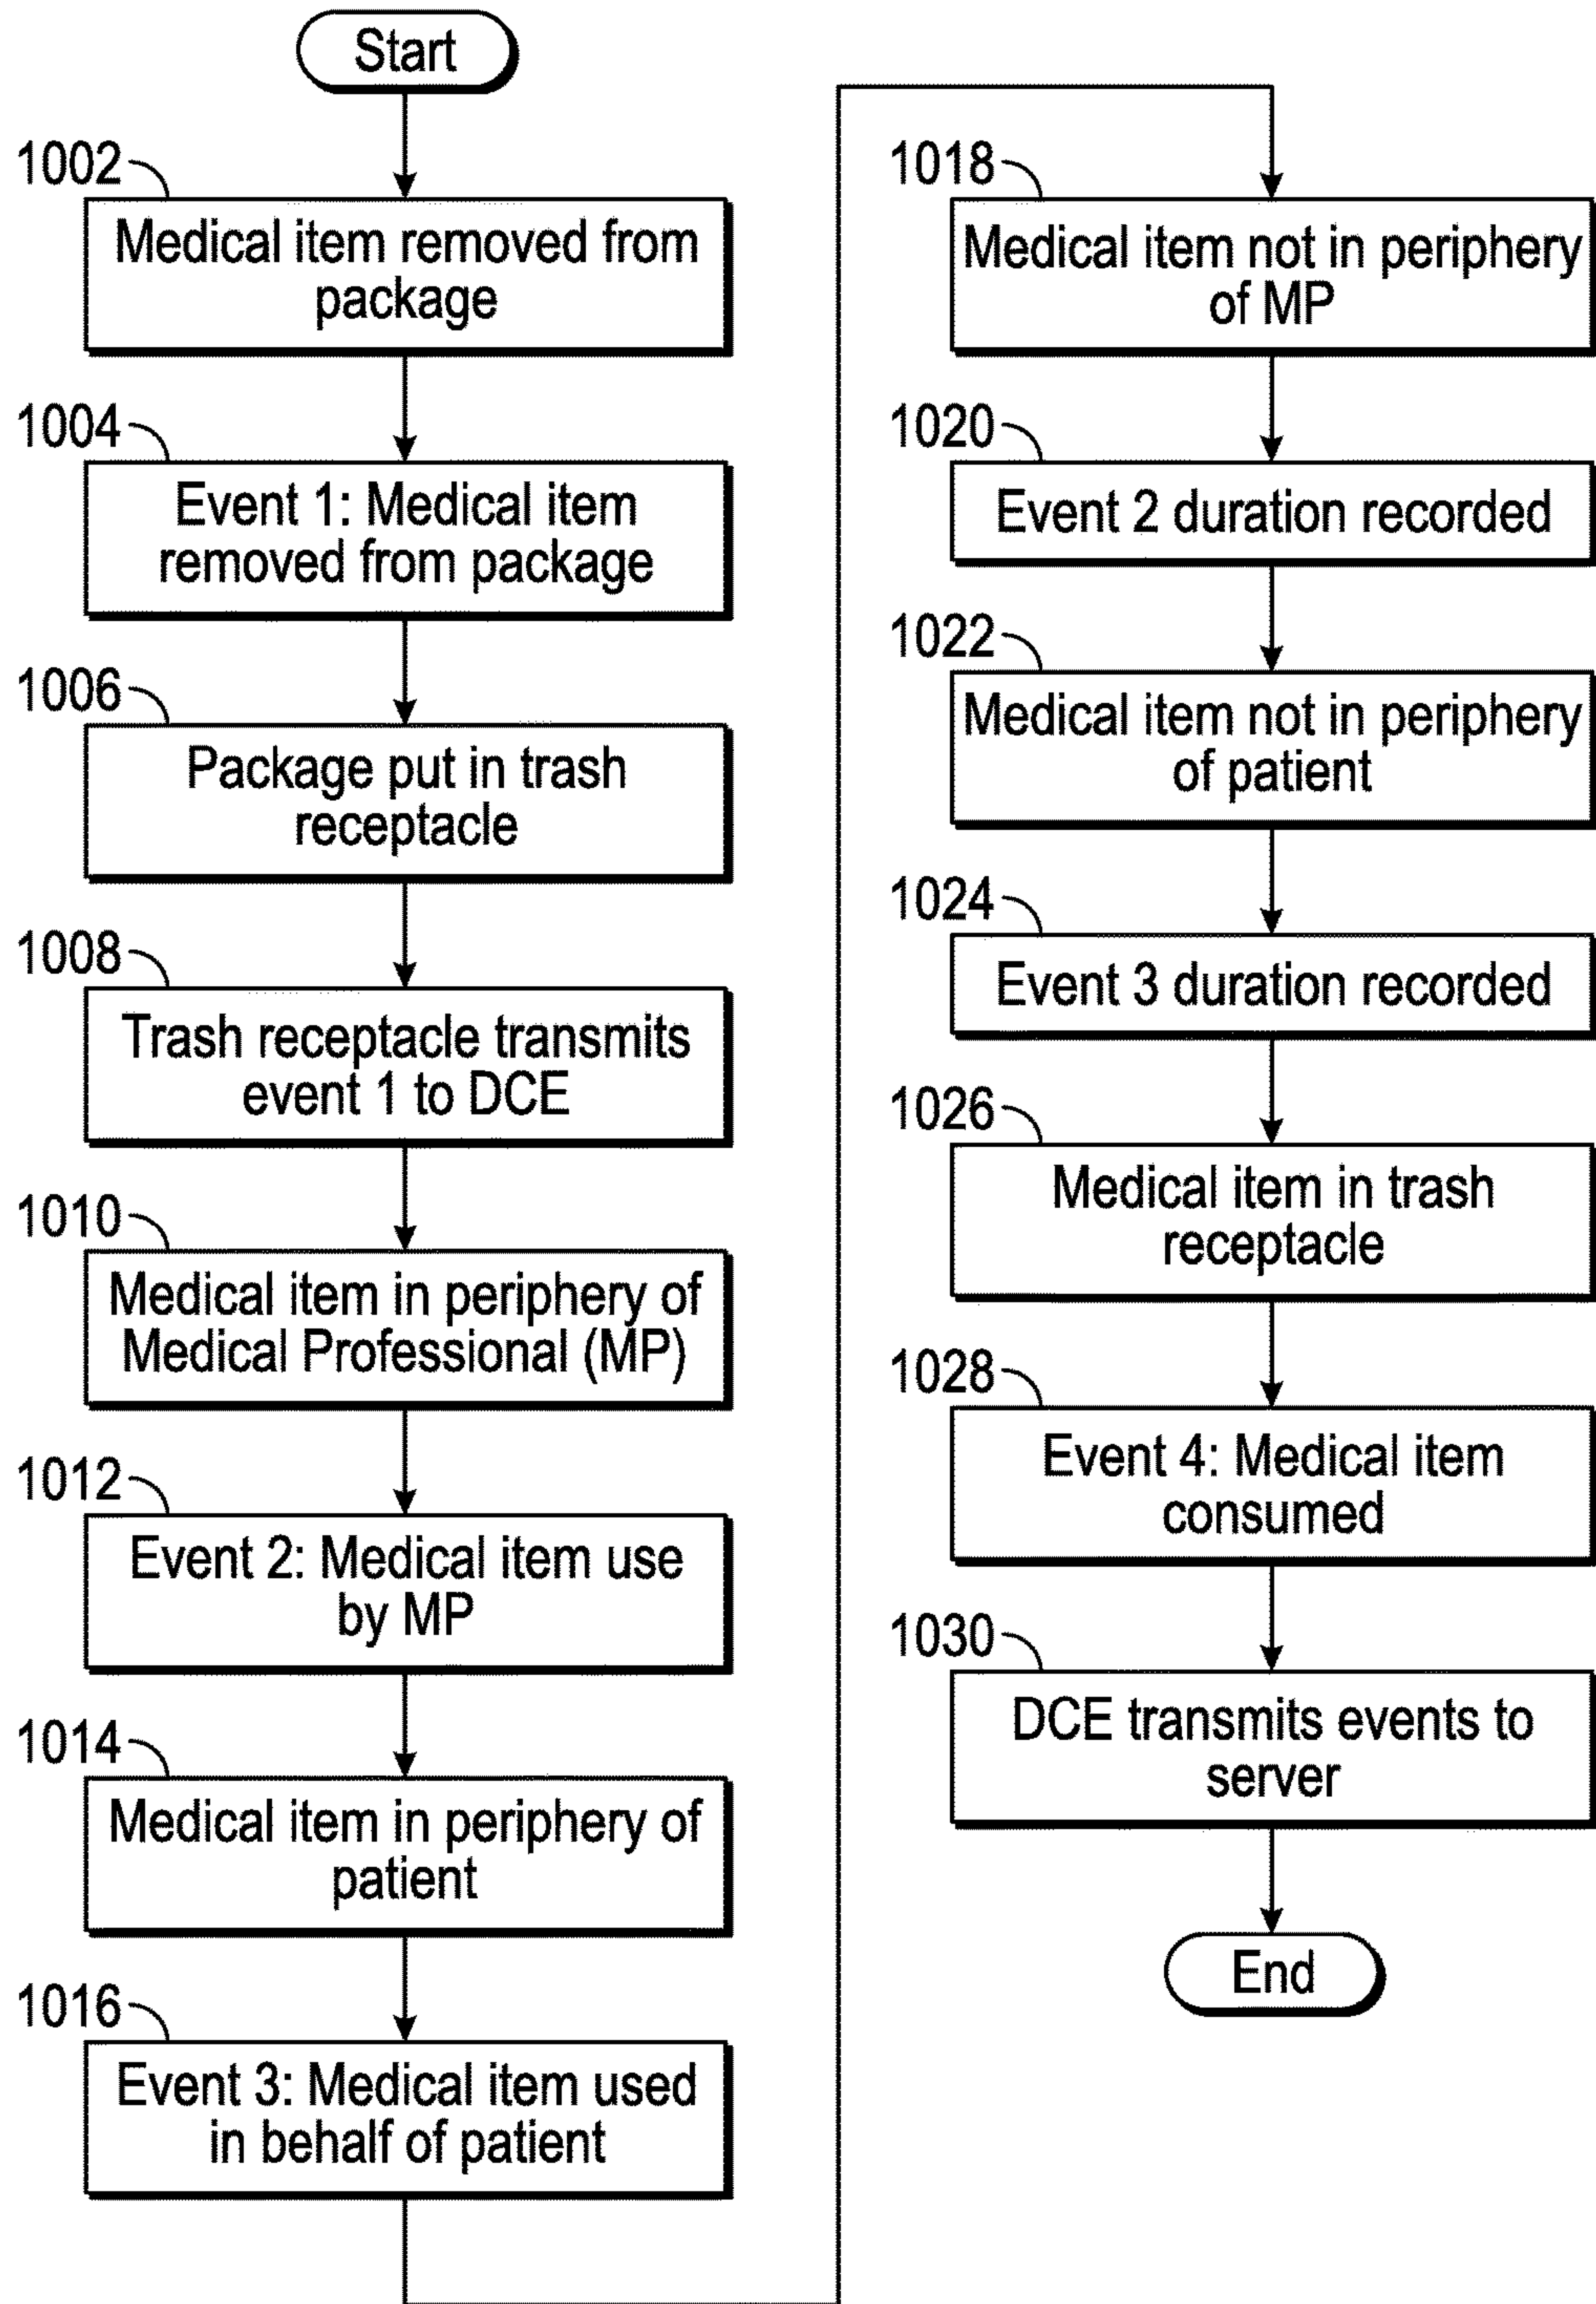 Start
1002
Medical item removed from
package
1004
Event 1: Medical item
removed from package
1006
Package put in trash
receptacle
1008
Trash receptacle transmits
event 1 to DCE
1010
Medical item in periphery of
Medical Professional (MP)
1012
Event 2: Medical item use
by MP
1014
Medical item in periphery of
patient
1016
Event 3: Medical item used
in behalf of patient
1018
Medical item not in periphery
of MP
1020
Event 2 duration recorded
1022
Medical item not in periphery
of patient
1024
Event 3 duration recorded
1026
Medical item in trash
receptacle
1028
Event 4: Medical item
consumed
1030
DCE transmits events to
server
End